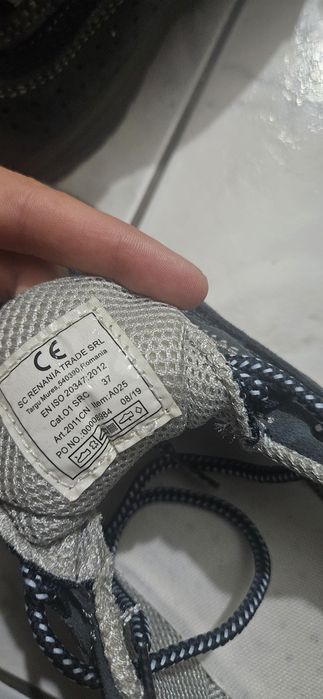 CE
SC RENANIA TRADE SRL
Targu Mures,540390,Romania
EN ISO 20347:2012
Cat.O1 SRC 37
Art.2011CN Item:A025
PO NO.00008984 08/19